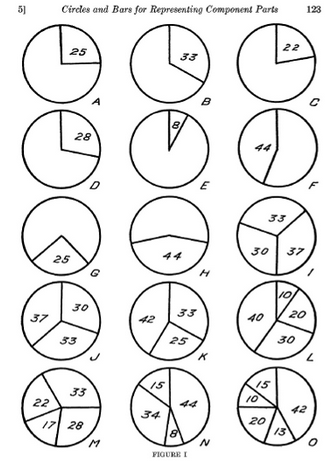 5] Circles and Bars for Representing Component Parts 123
25 33 22
A B C
28 8 44
D E F
25 44 33 30 37
G H I
37 30 33 42 33 25 10 20 30 40
J K L
22 33 17 28 15 44 34 8 15 10 42 20 13
M N O
FIGURE I